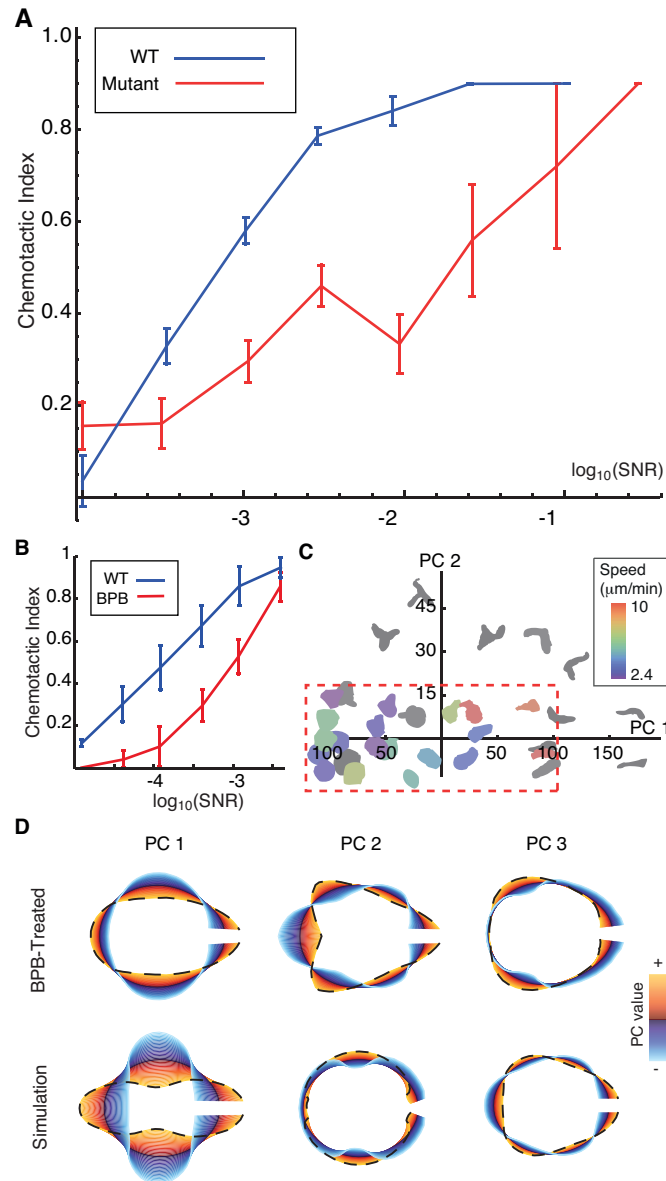 A
WT
Mutant
1.0
0.8
0.6
0.4
0.2
Chemotactic Index
log10(SNR)
-3
-2
-1
B
WT
BPB
1
0.8
0.6
0.4
0.2
Chemotactic Index
-4
-3
log10(SNR)
C
PC 2
Speed
(µm/min)
10
2.4
45
30
15
PC 1
100
50
50
100
150
D
PC 1
PC 2
PC 3
BPB-Treated
Simulation
+
PC value
-